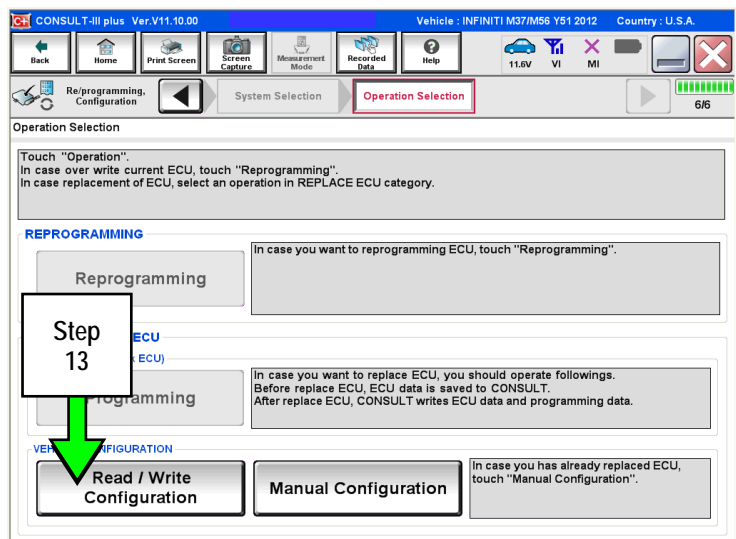 CONSULT-III plus Ver.V11.10.00
Vehicle : INFINITI M37/M56 Y51 2012
Country : U.S.A.
Back
Home
Print Screen
Screen
Capture
Measurement
Mode
Recorded
Data
Help
11.6V
VI
MI
Re/programming,
Configuration
System Selection
Operation Selection
6/6
Operation Selection
Touch "Operation".
In case over write current ECU, touch "Reprogramming".
In case replacement of ECU, select an operation in REPLACE ECU category.
REPROGRAMMING
Reprogramming
In case you want to reprogramming ECU, touch "Reprogramming".
Step
13
ECU
ECU)
Programming
In case you want to replace ECU, you should operate followings.
Before replace ECU, ECU data is saved to CONSULT.
After replace ECU, CONSULT writes ECU data and programming data.
VEH
NFIGURATION
Read / Write
Configuration
Manual Configuration
In case you has already replaced ECU,
touch "Manual Configuration".